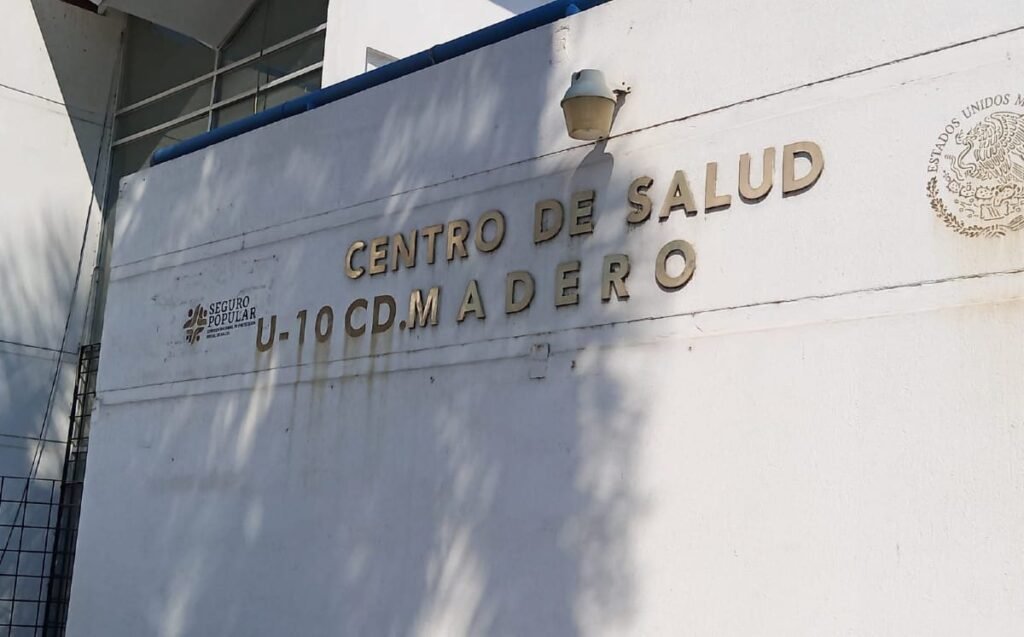 CENTRO DE SALUD
U-10 CD.MADERO
SEGURO
POPULAR
ESTADOS UNIDOS M